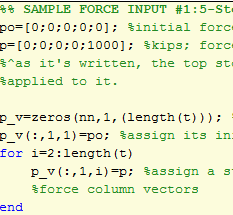 %% SAMPLE FORCE INPUT #1:5-Sto
po=[0;0;0;0;0]; %initial force
p=[0;0;0;0;1000]; %kips; force
%^as it's written, the top sto
%applied to it.
p_v=zeros(nn,1,(length(t))); %
p_v(:,1,1)=po; %assign its ini
for i=2:length(t)
p_v(:,1,i)=p; %assign a s
%force column vectors
end